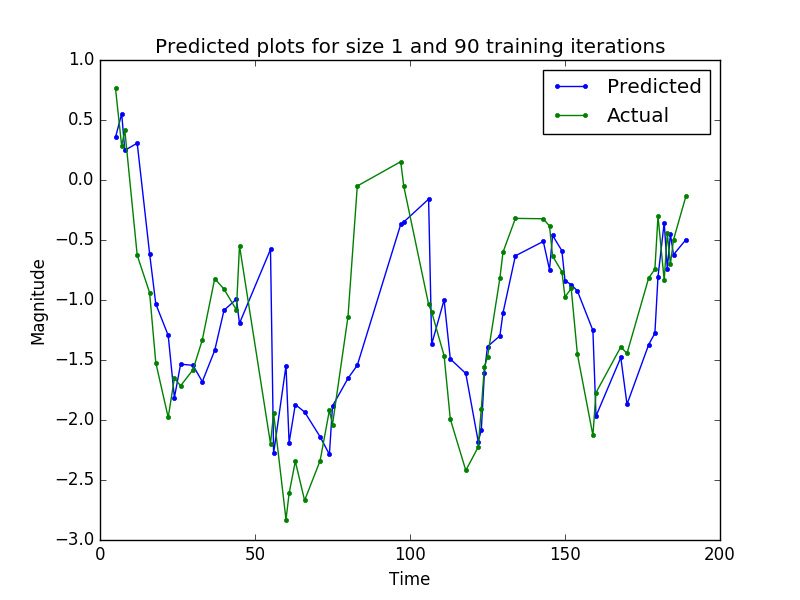 Predicted plots for size 1 and 90 training iterations
Predicted
Actual
1.0
0.5
0.0
−0.5
−1.0
−1.5
−2.0
−2.5
−3.0
Magnitude
0 50 100 150 200
Time